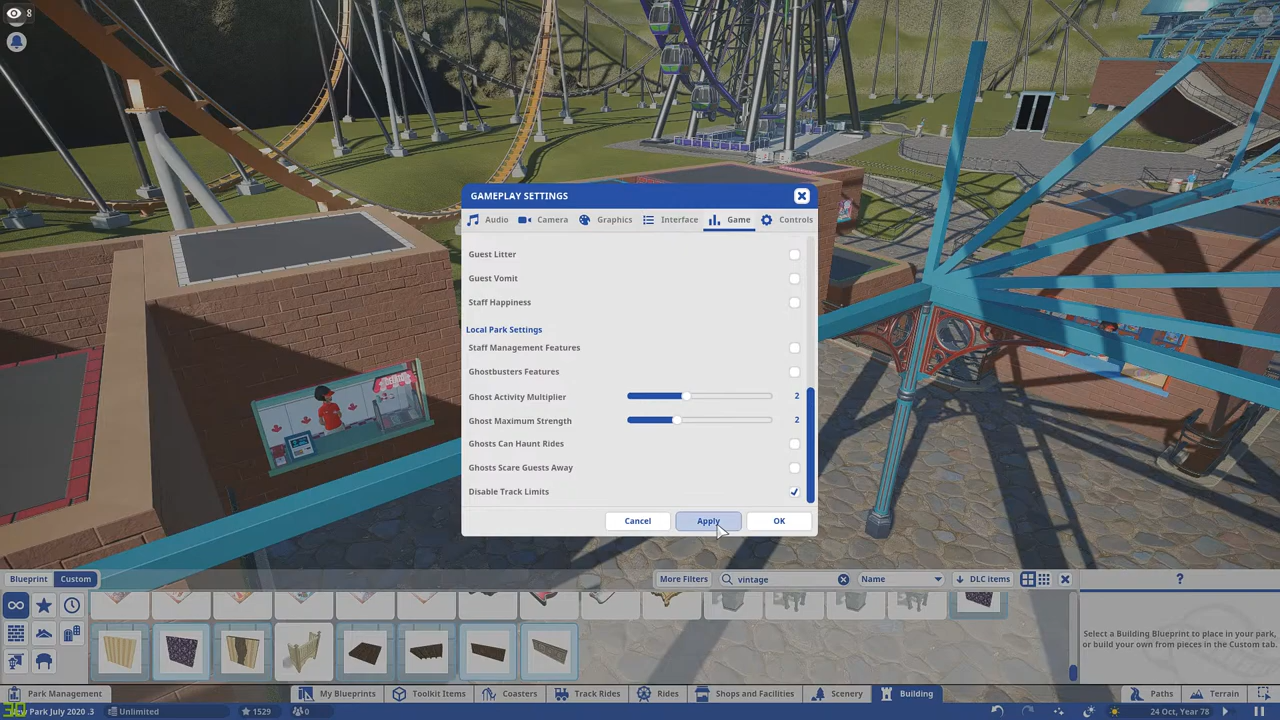 8
GAMEPLAY SETTINGS
Audio Camera Graphics Interface Game Controls
Guest Litter
Guest Vomit
Staff Happiness
Local Park Settings
Staff Management Features
Ghostbusters Features
Ghost Activity Multiplier 2
Ghost Maximum Strength 2
Ghosts Can Haunt Rides
Ghosts Scare Guests Away
Disable Track Limits
Cancel Apply OK
Blueprint Custom More Filters vintage Name DLC items ?
Select a Building Blueprint to place in your park,
or build your own from pieces in the Custom tab.
Park Management My Blueprints Toolkit Items Coasters Track Rides Rides Shops and Facilities Scenery Building Paths Terrain
Park July 2020 .3 Unlimited 1529 0 24 Oct, Year 78